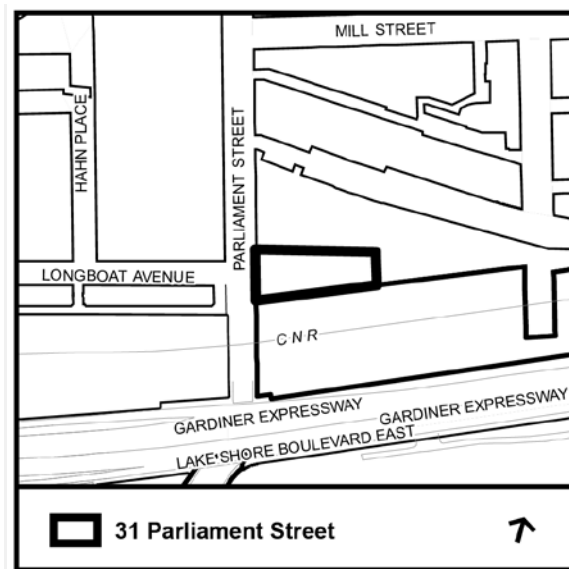 MILL STREET
HAHN PLACE
PARLIAMENT STREET
LONGBOAT AVENUE
CNR
GARDINER EXPRESSWAY
GARDINER EXPRESSWAY
LAKE SHORE BOULEVARD EAST
31 Parliament Street